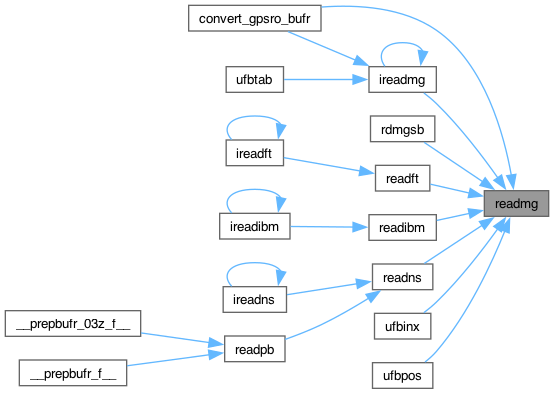 convert_gpsro_bufr
ufbtab
ireadmg
rdmgsb
ireadft
readft
readmg
ireadibm
readibm
readns
ireadns
__prepbufr_03z_f__
ufbinx
readpb
__prepbufr_f__
ufbpos